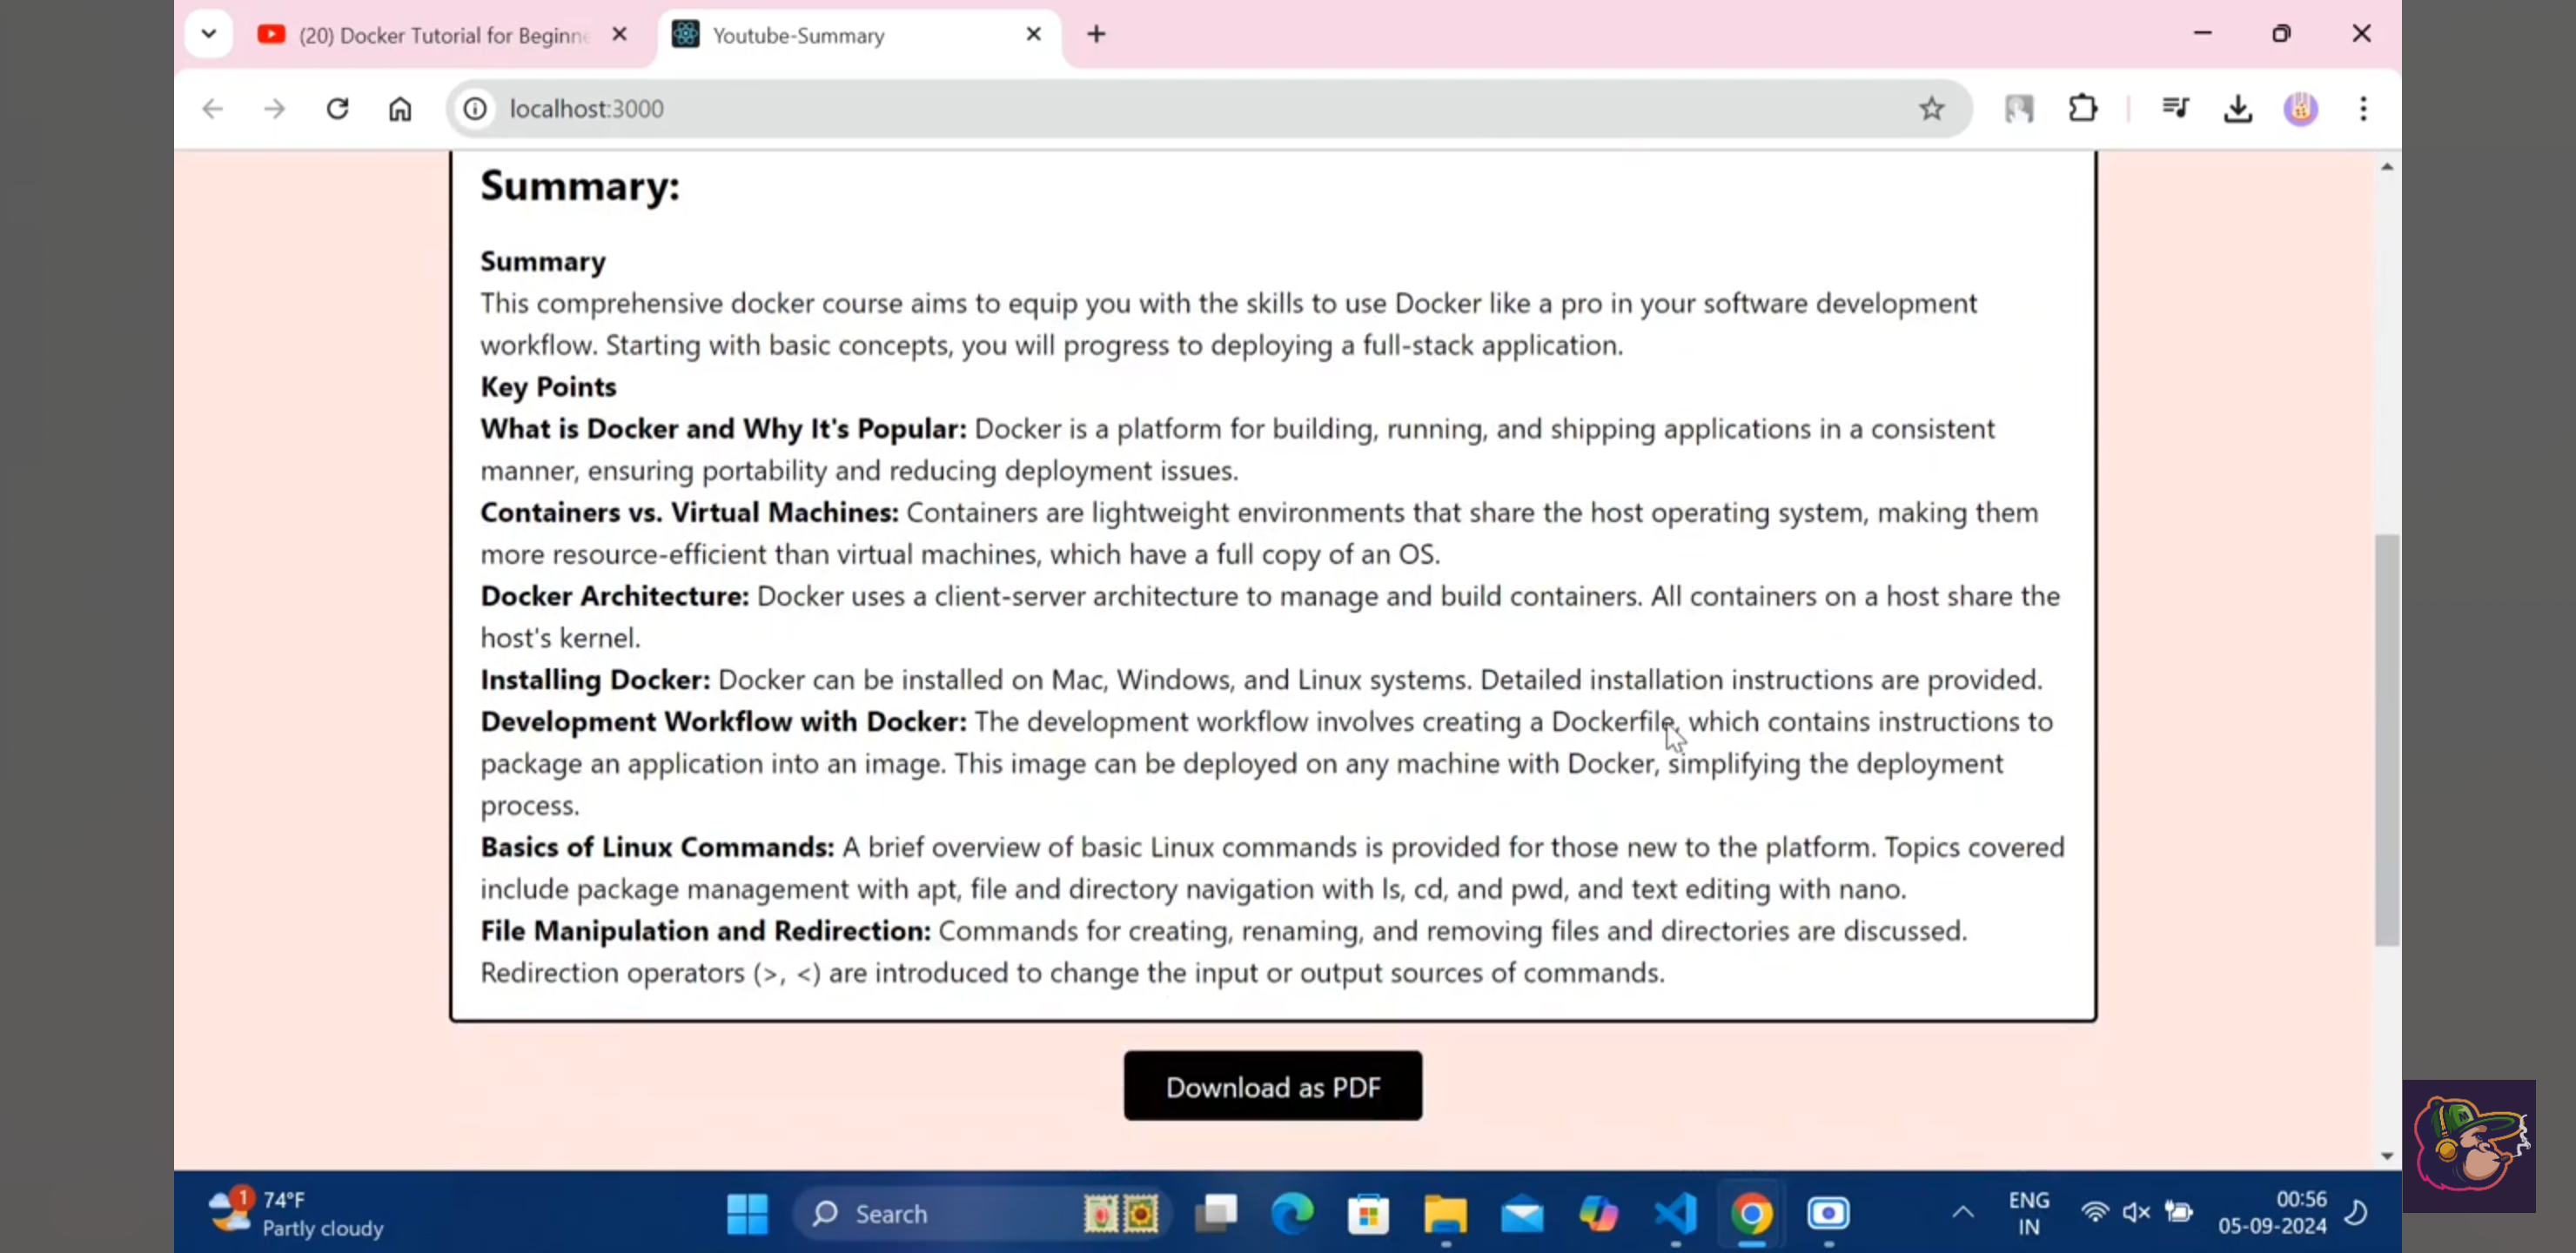 (20) Docker Tutorial for Beginne
Youtube-Summary
localhost:3000
Summary:
Summary
This comprehensive docker course aims to equip you with the skills to use Docker like a pro in your software development
workflow. Starting with basic concepts, you will progress to deploying a full-stack application.
Key Points
What is Docker and Why It's Popular: Docker is a platform for building, running, and shipping applications in a consistent
manner, ensuring portability and reducing deployment issues.
Containers vs. Virtual Machines: Containers are lightweight environments that share the host operating system, making them
more resource-efficient than virtual machines, which have a full copy of an OS.
Docker Architecture: Docker uses a client-server architecture to manage and build containers. All containers on a host share the
host's kernel.
Installing Docker: Docker can be installed on Mac, Windows, and Linux systems. Detailed installation instructions are provided.
Development Workflow with Docker: The development workflow involves creating a Dockerfile, which contains instructions to
package an application into an image. This image can be deployed on any machine with Docker, simplifying the deployment
process.
Basics of Linux Commands: A brief overview of basic Linux commands is provided for those new to the platform. Topics covered
include package management with apt, file and directory navigation with ls, cd, and pwd, and text editing with nano.
File Manipulation and Redirection: Commands for creating, renaming, and removing files and directories are discussed.
Redirection operators (>, <) are introduced to change the input or output sources of commands.
Download as PDF
1
74°F
Partly cloudy
Search
ENG
IN
00:56
05-09-2024